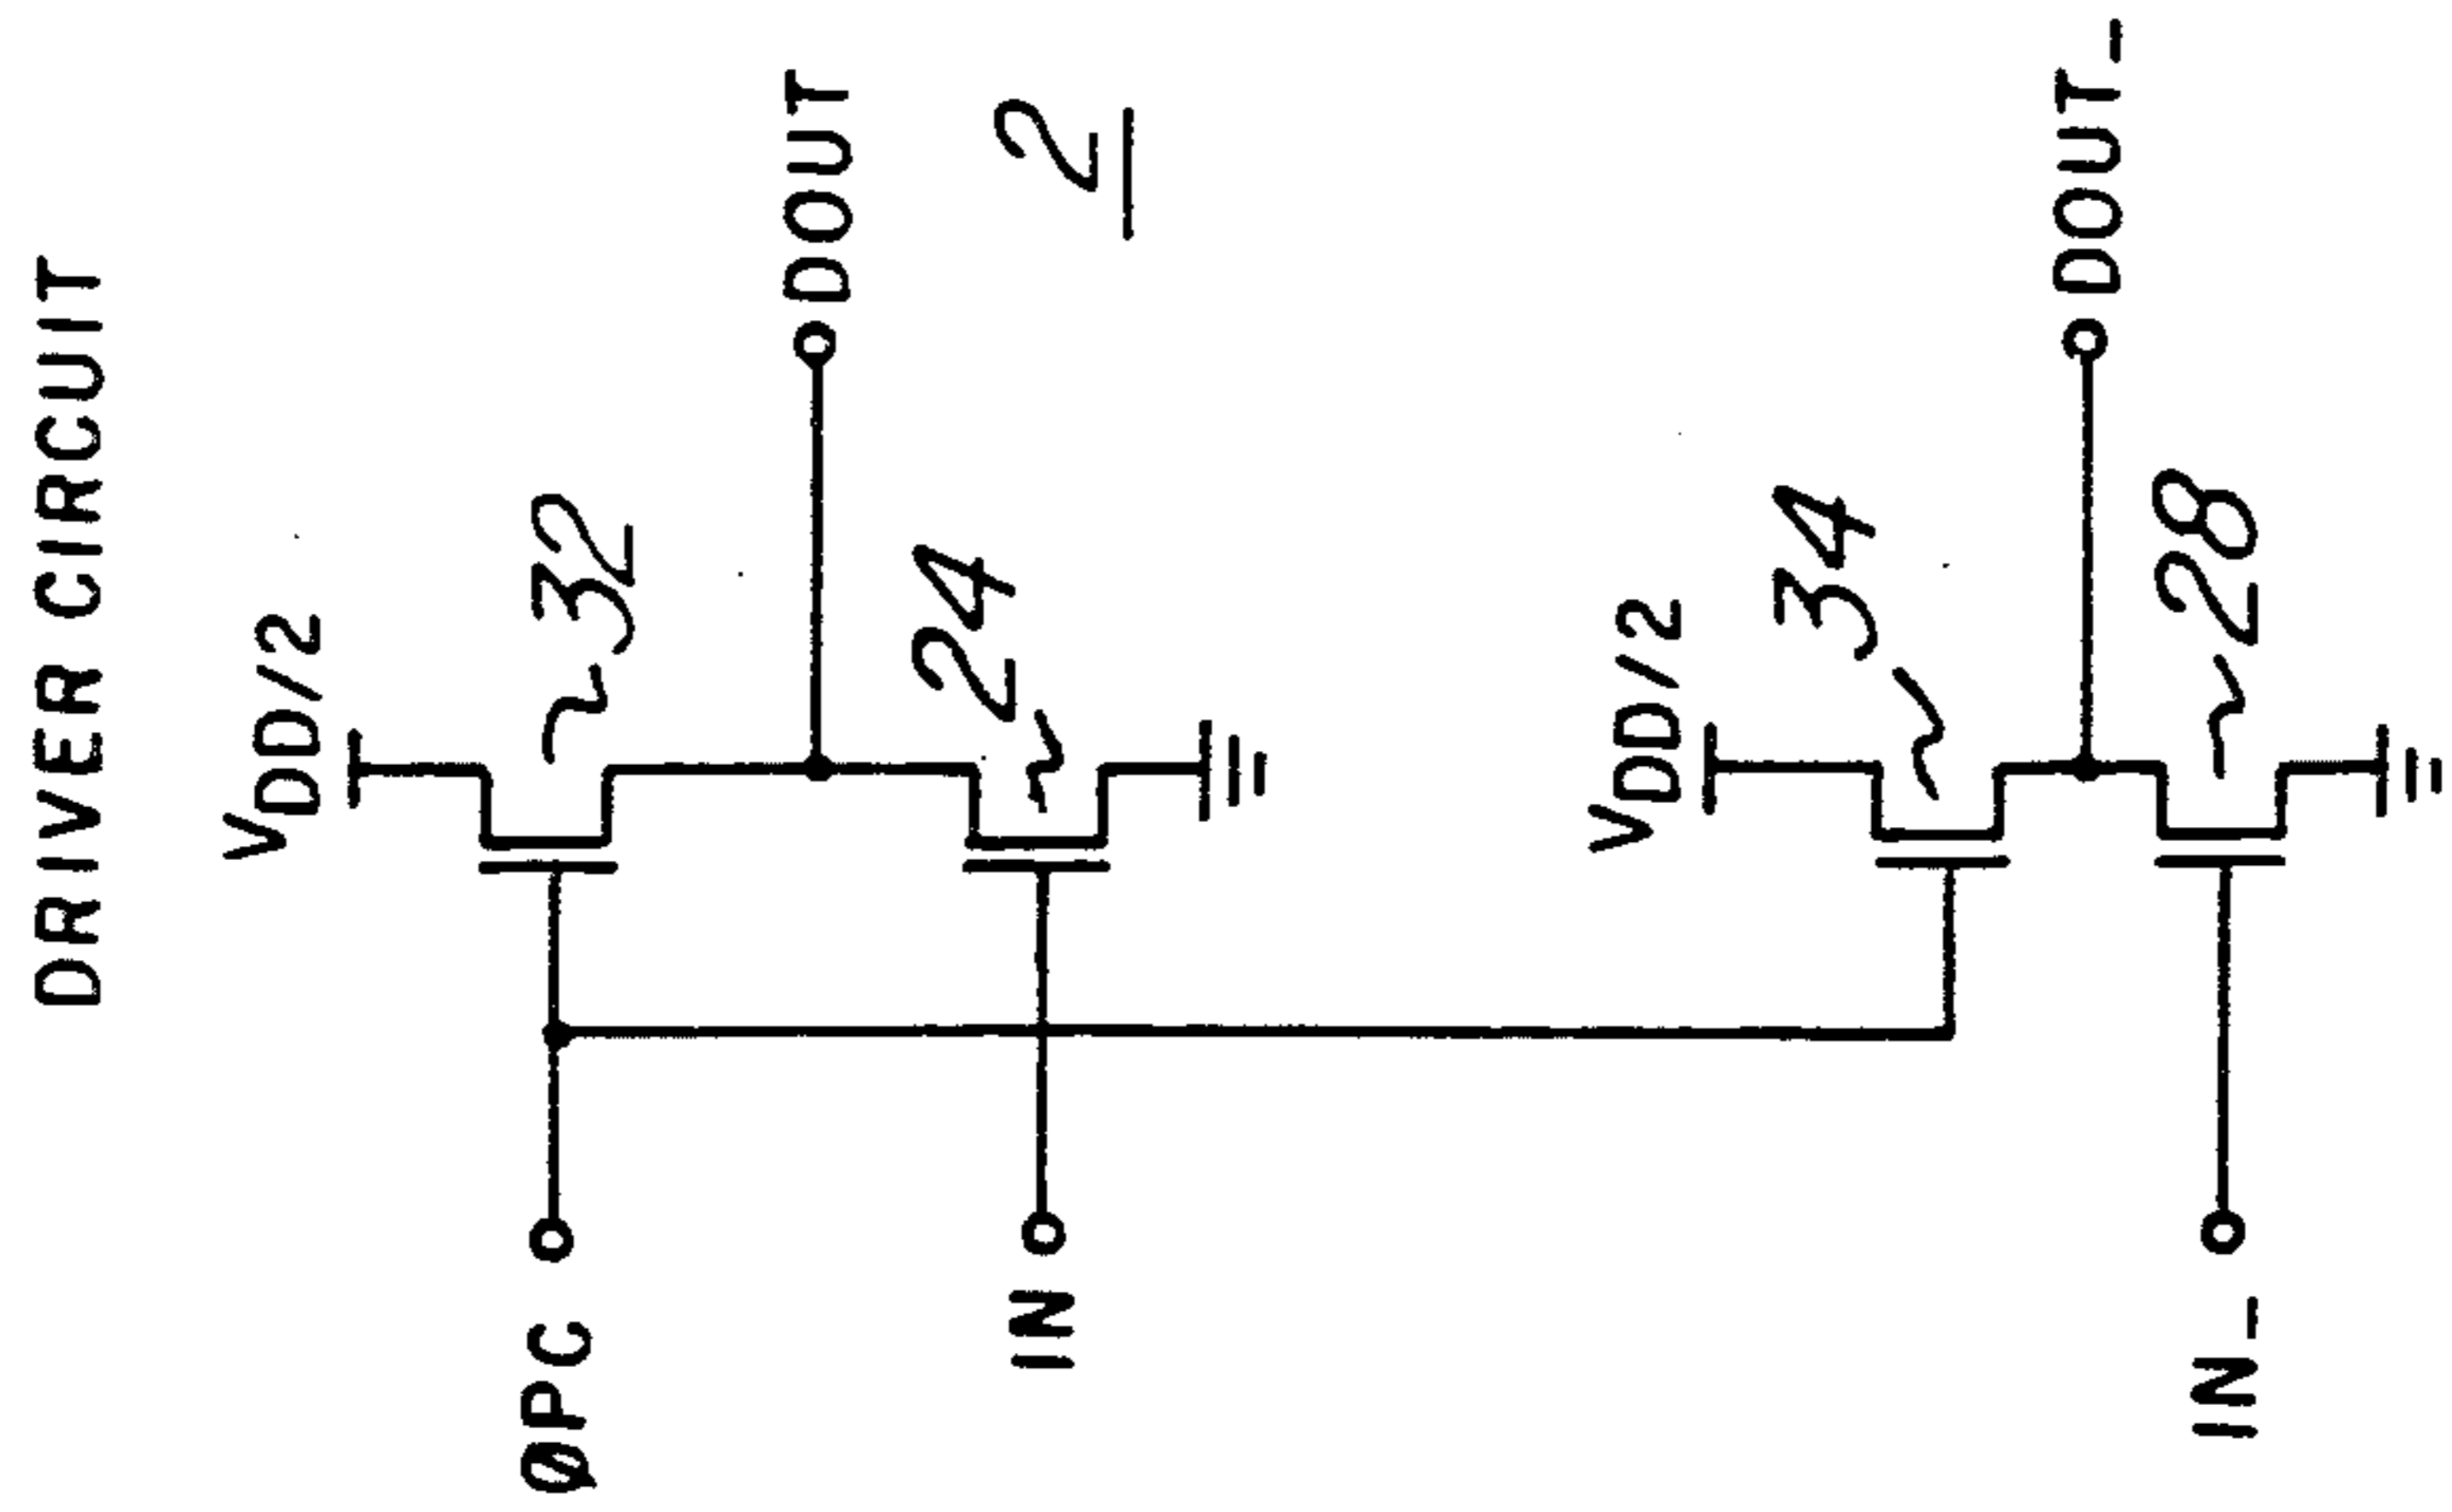 DRIVER CIRCUIT
VDD/2
32
ØPC
DOUT
2
24
IN
VDD/2
34
DOUT_
28
IN_